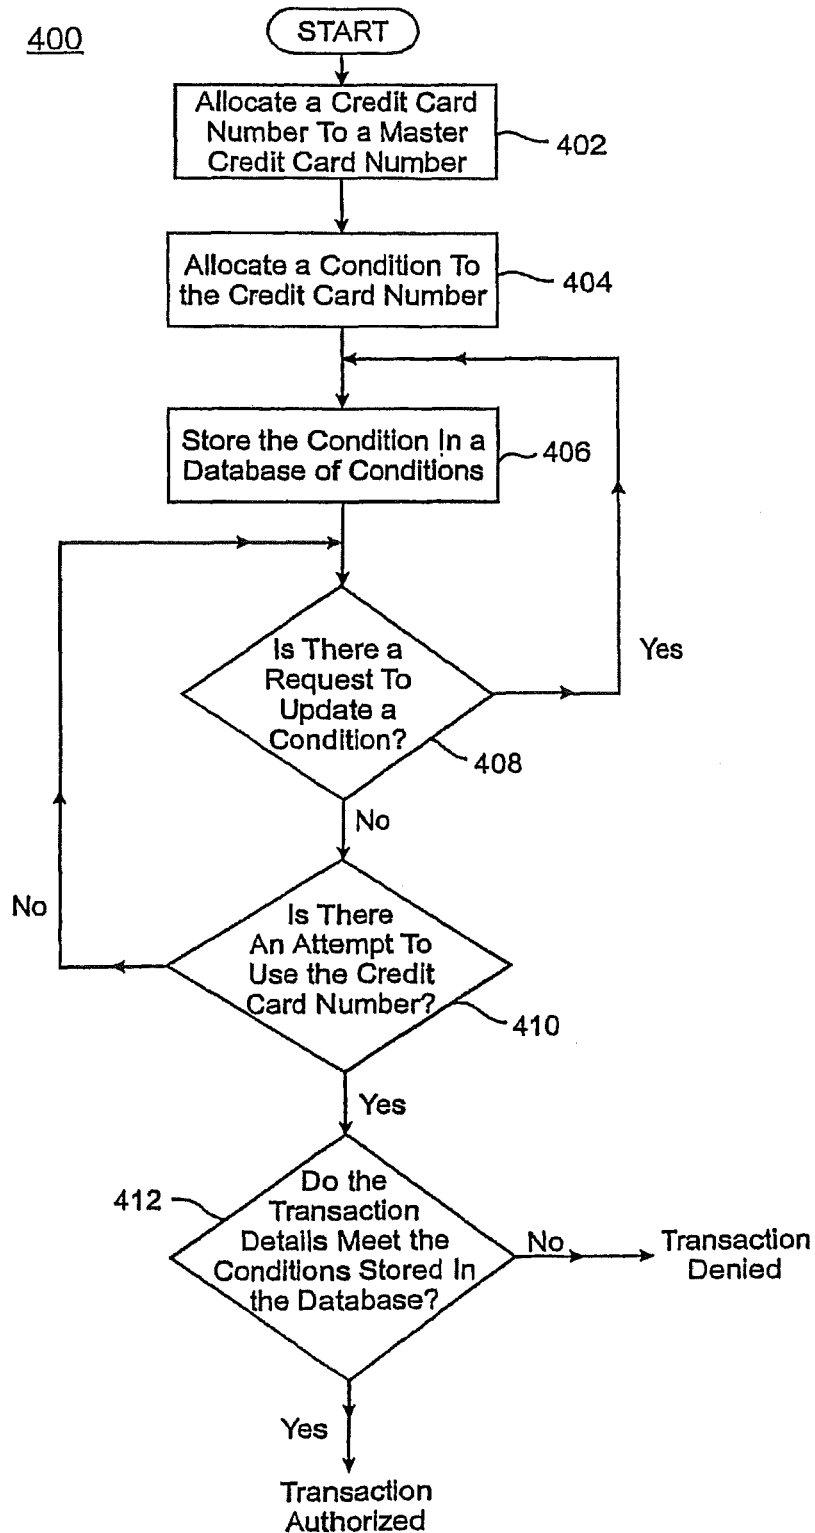 400
START
Allocate a Credit Card
Number To a Master
Credit Card Number
402
Allocate a Condition To
the Credit Card Number
404
Store the Condition In a
Database of Conditions
406
Is There a
Request To
Update a
Condition?
Yes
408
No
No
Is There
An Attempt To
Use the Credit
Card Number?
410
Yes
412
Do the
Transaction
Details Meet the
Conditions Stored In
the Database?
No
Transaction
Denied
Yes
Transaction
Authorized